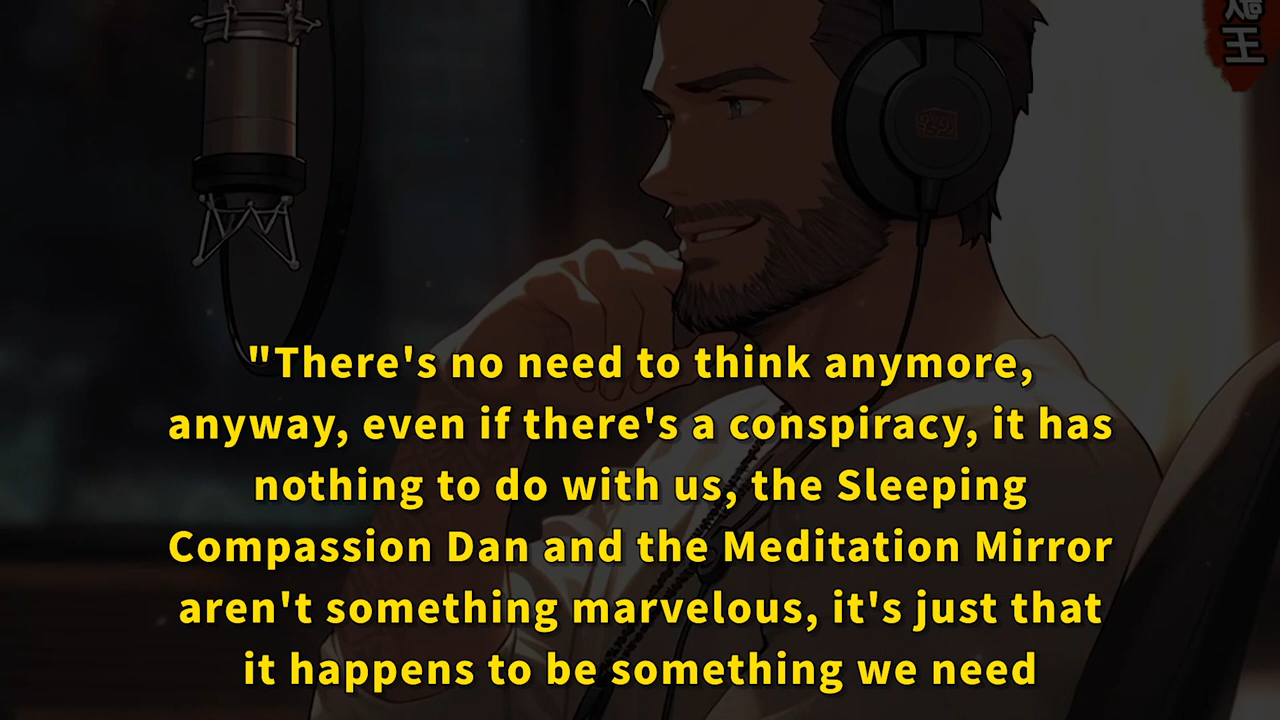 王
"There's no need to think anymore,
anyway, even if there's a conspiracy, it has
nothing to do with us, the Sleeping
Compassion Dan and the Meditation Mirror
aren't something marvelous, it's just that
it happens to be something we need